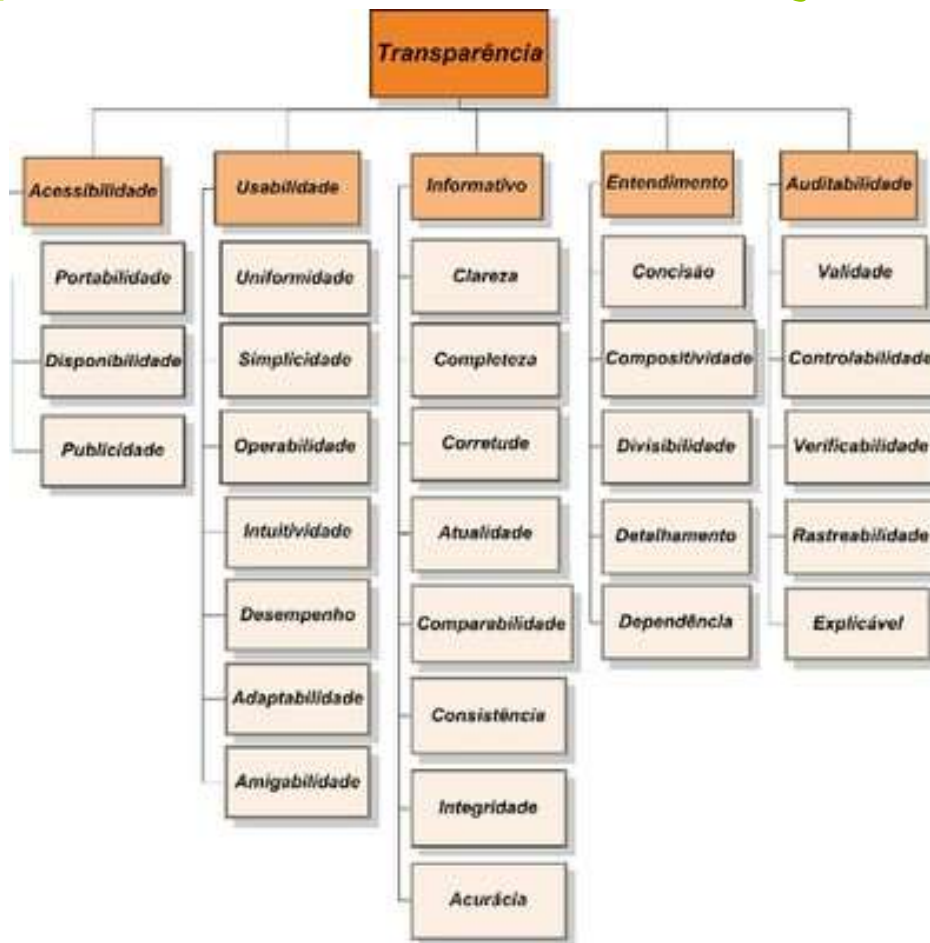 Transparência
Acessibilidade
Portabilidade
Disponibilidade
Publicidade
Usabilidade
Uniformidade
Simplicidade
Operabilidade
Intuitividade
Desempenho
Adaptabilidade
Amigabilidade
Informativo
Clareza
Completeza
Corretude
Atualidade
Comparabilidade
Consistência
Integridade
Acurácia
Entendimento
Concisão
Compositividade
Divisibilidade
Detalhamento
Dependência
Auditabilidade
Validade
Controlabilidade
Verificabilidade
Rastreabilidade
Explicável